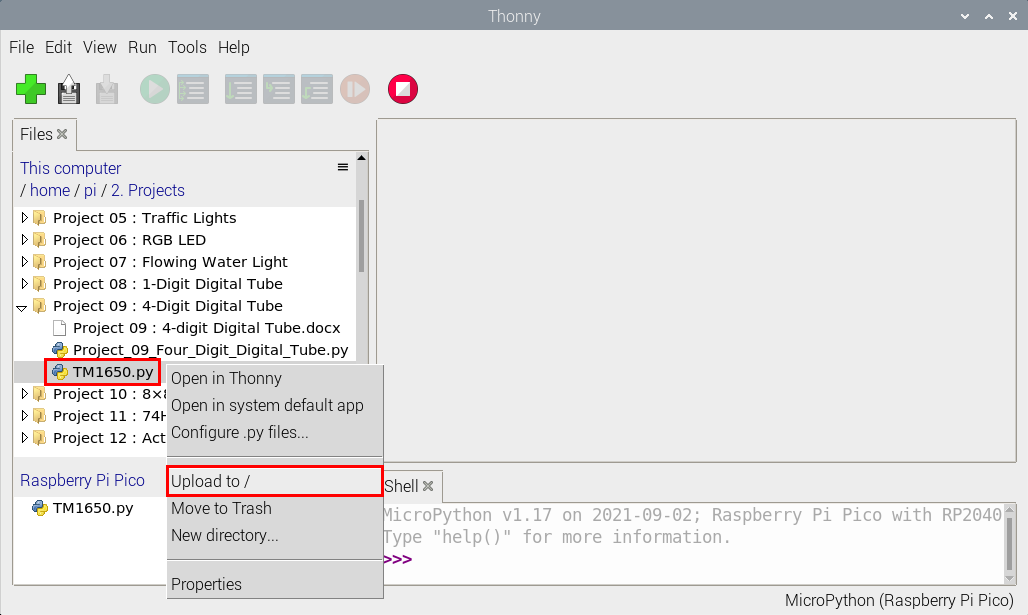 Thonny
File Edit View Run Tools Help
Files
This computer
/ home / pi / 2. Projects
Project 05 : Traffic Lights
Project 06 : RGB LED
Project 07 : Flowing Water Light
Project 08 : 1-Digit Digital Tube
Project 09 : 4-Digit Digital Tube
Project 09 : 4-digit Digital Tube.docx
Project_09_Four_Digit_Digital_Tube.py
TM1650.py
Project 10 : 8×8
Project 11 : 74H
Project 12 : Act
Open in Thonny
Open in system default app
Configure .py files...
Upload to /
Move to Trash
New directory...
Properties
Raspberry Pi Pico
TM1650.py
Shell
MicroPython v1.17 on 2021-09-02; Raspberry Pi Pico with RP2040
Type "help()" for more information.
>>>
MicroPython (Raspberry Pi Pico)